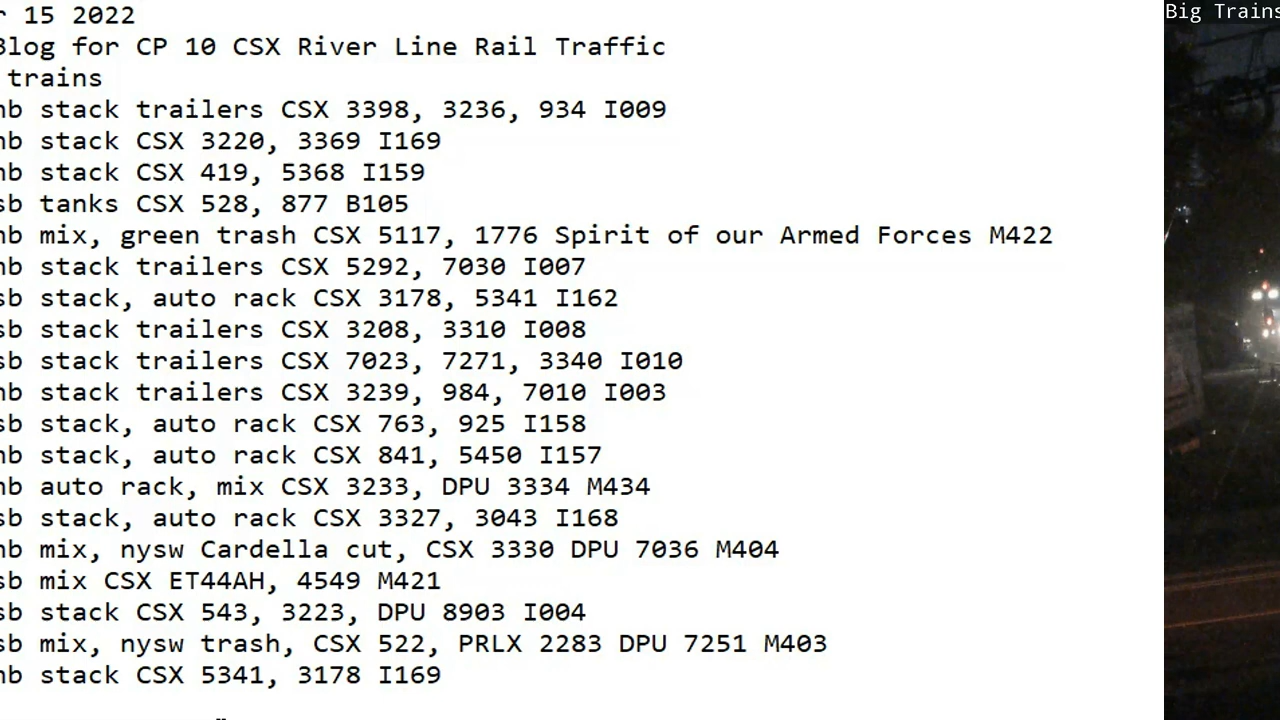 r 15 2022
Blog for CP 10 CSX River Line Rail Traffic
trains
nb stack trailers CSX 3398, 3236, 934 I009
nb stack CSX 3220, 3369 I169
nb stack CSX 419, 5368 I159
sb tanks CSX 528, 877 B105
nb mix, green trash CSX 5117, 1776 Spirit of our Armed Forces M422
nb stack trailers CSX 5292, 7030 I007
sb stack, auto rack CSX 3178, 5341 I162
sb stack trailers CSX 3208, 3310 I008
sb stack trailers CSX 7023, 7271, 3340 I010
nb stack trailers CSX 3239, 984, 7010 I003
sb stack, auto rack CSX 763, 925 I158
nb stack, auto rack CSX 841, 5450 I157
nb auto rack, mix CSX 3233, DPU 3334 M434
sb stack, auto rack CSX 3327, 3043 I168
nb mix, nysw Cardella cut, CSX 3330 DPU 7036 M404
sb mix CSX ET44AH, 4549 M421
sb stack CSX 543, 3223, DPU 8903 I004
sb mix, nysw trash, CSX 522, PRLX 2283 DPU 7251 M403
nb stack CSX 5341, 3178 I169
Big Trains